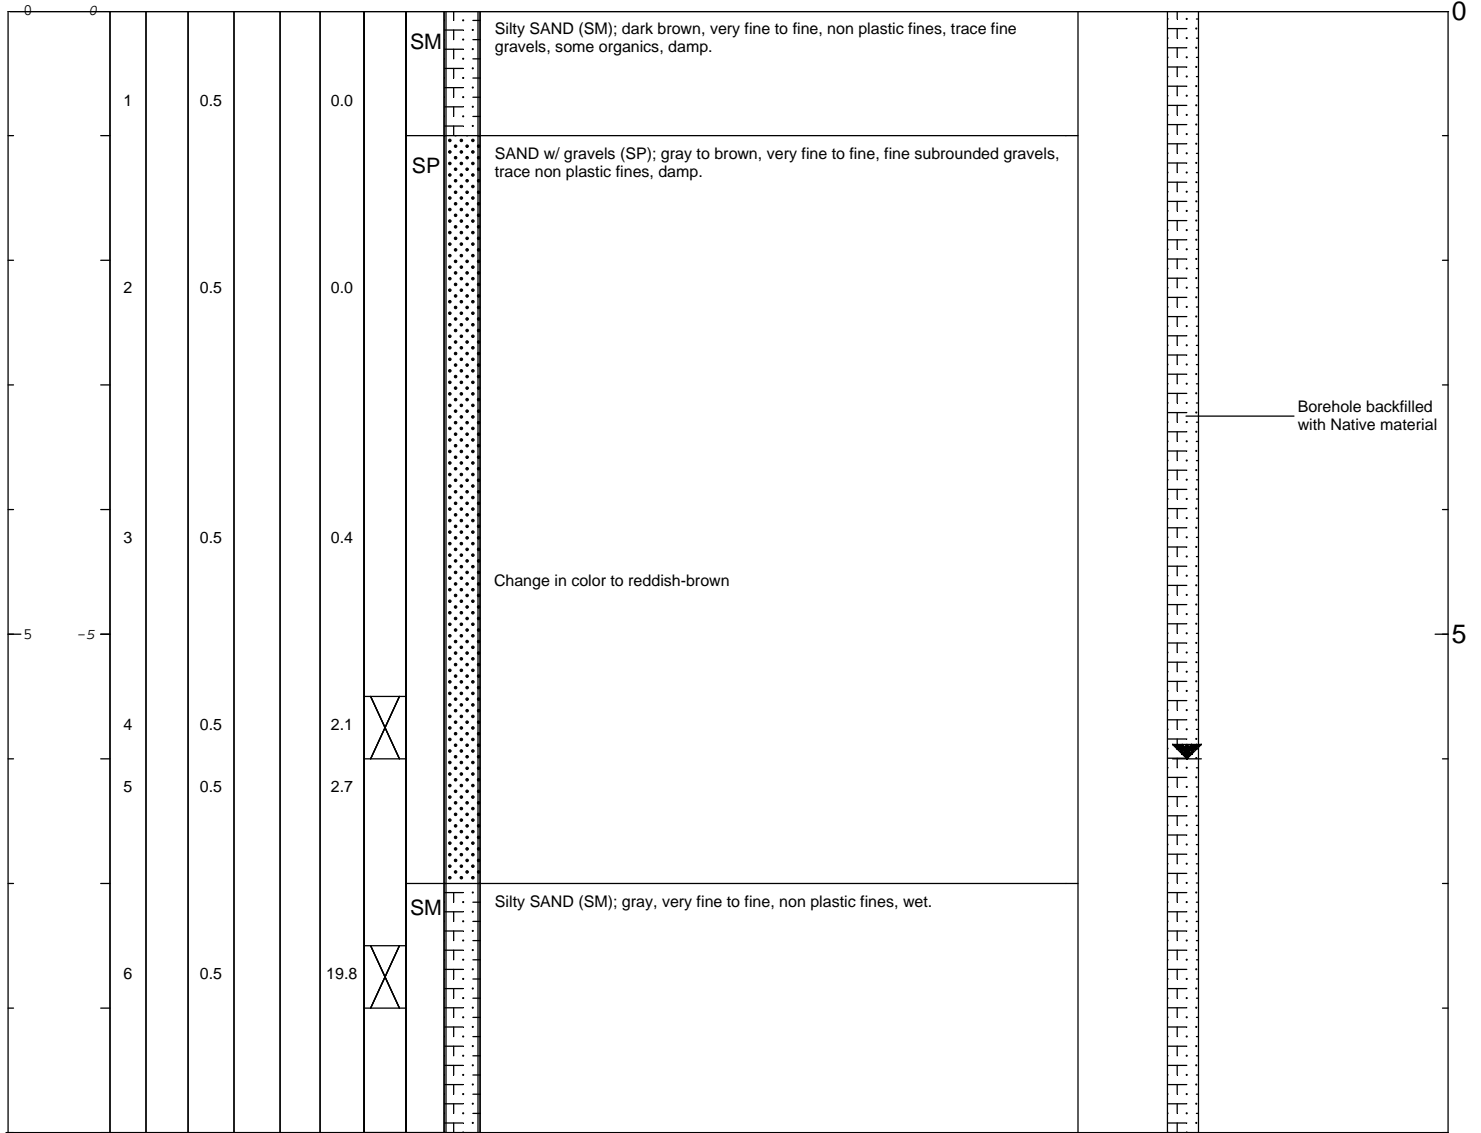 0 0 0
SM Silty SAND (SM); dark brown, very fine to fine, non plastic fines, trace fine
gravels, some organics, damp.
1 0.5 0.0
SP SAND w/ gravels (SP); gray to brown, very fine to fine, fine subrounded gravels,
trace non plastic fines, damp.
2 0.5 0.0
Borehole backfilled
with Native material
3 0.5 0.4
Change in color to reddish-brown
5 -5 5
4 0.5 2.1
5 0.5 2.7
SM Silty SAND (SM); gray, very fine to fine, non plastic fines, wet.
6 0.5 19.8